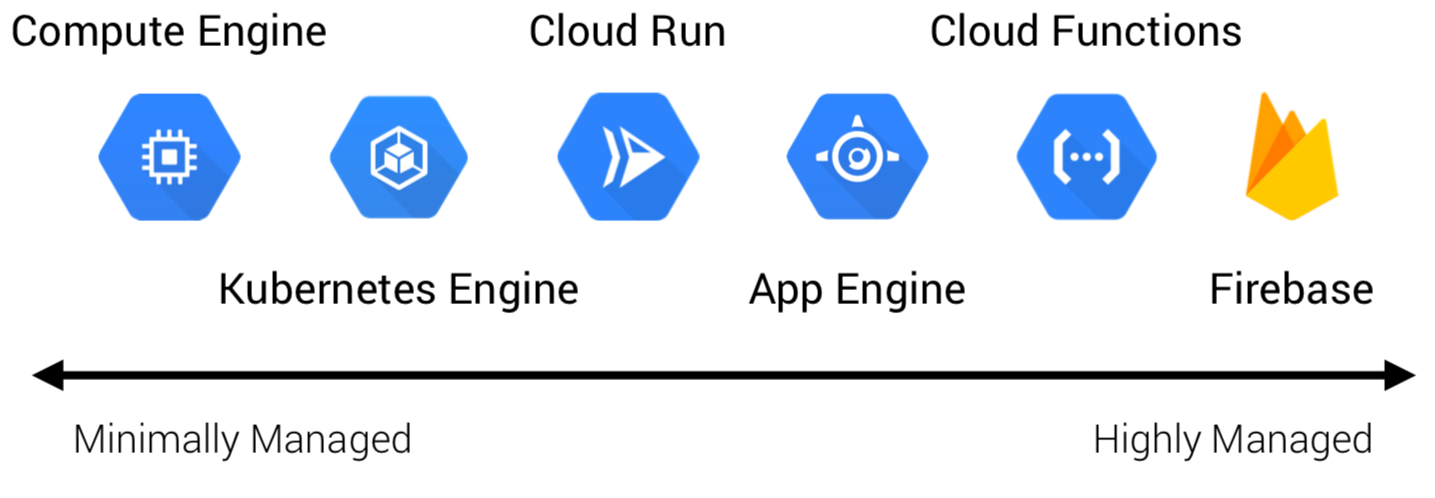 Compute Engine
Cloud Run
Cloud Functions
Kubernetes Engine
App Engine
Firebase
Minimally Managed
Highly Managed